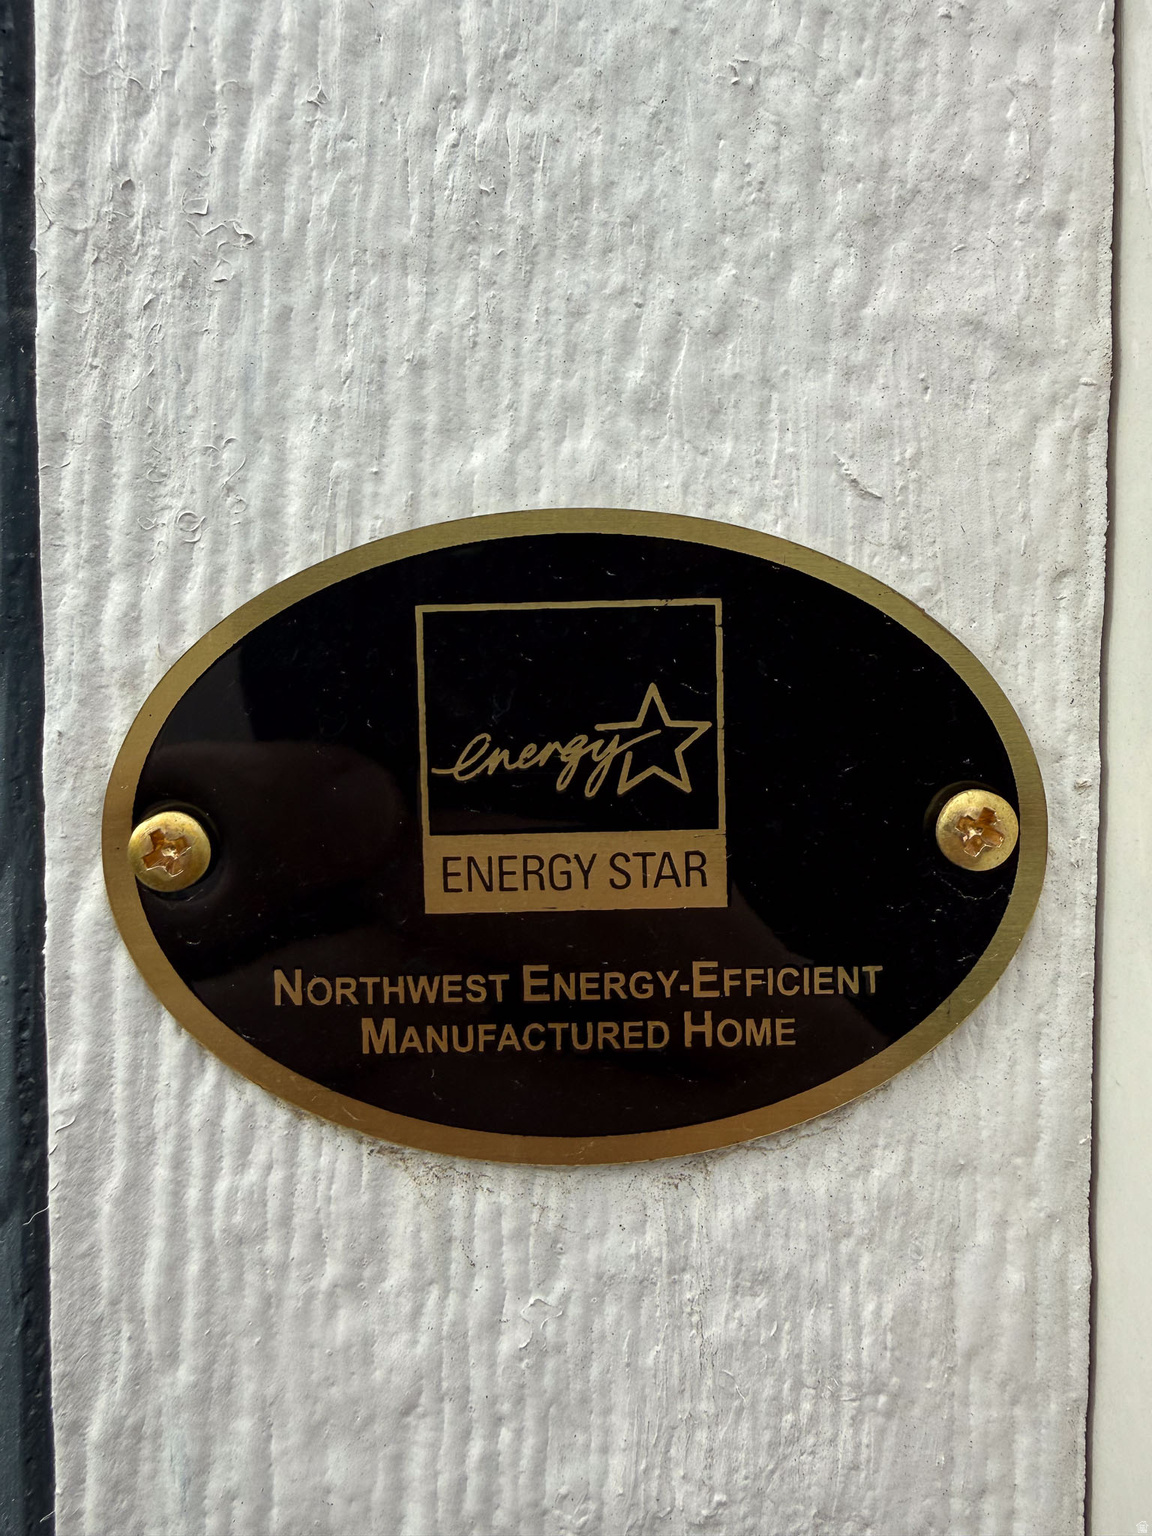 energy
ENERGY STAR
NORTHWEST ENERGY-EFFICIENT
MANUFACTURED HOME